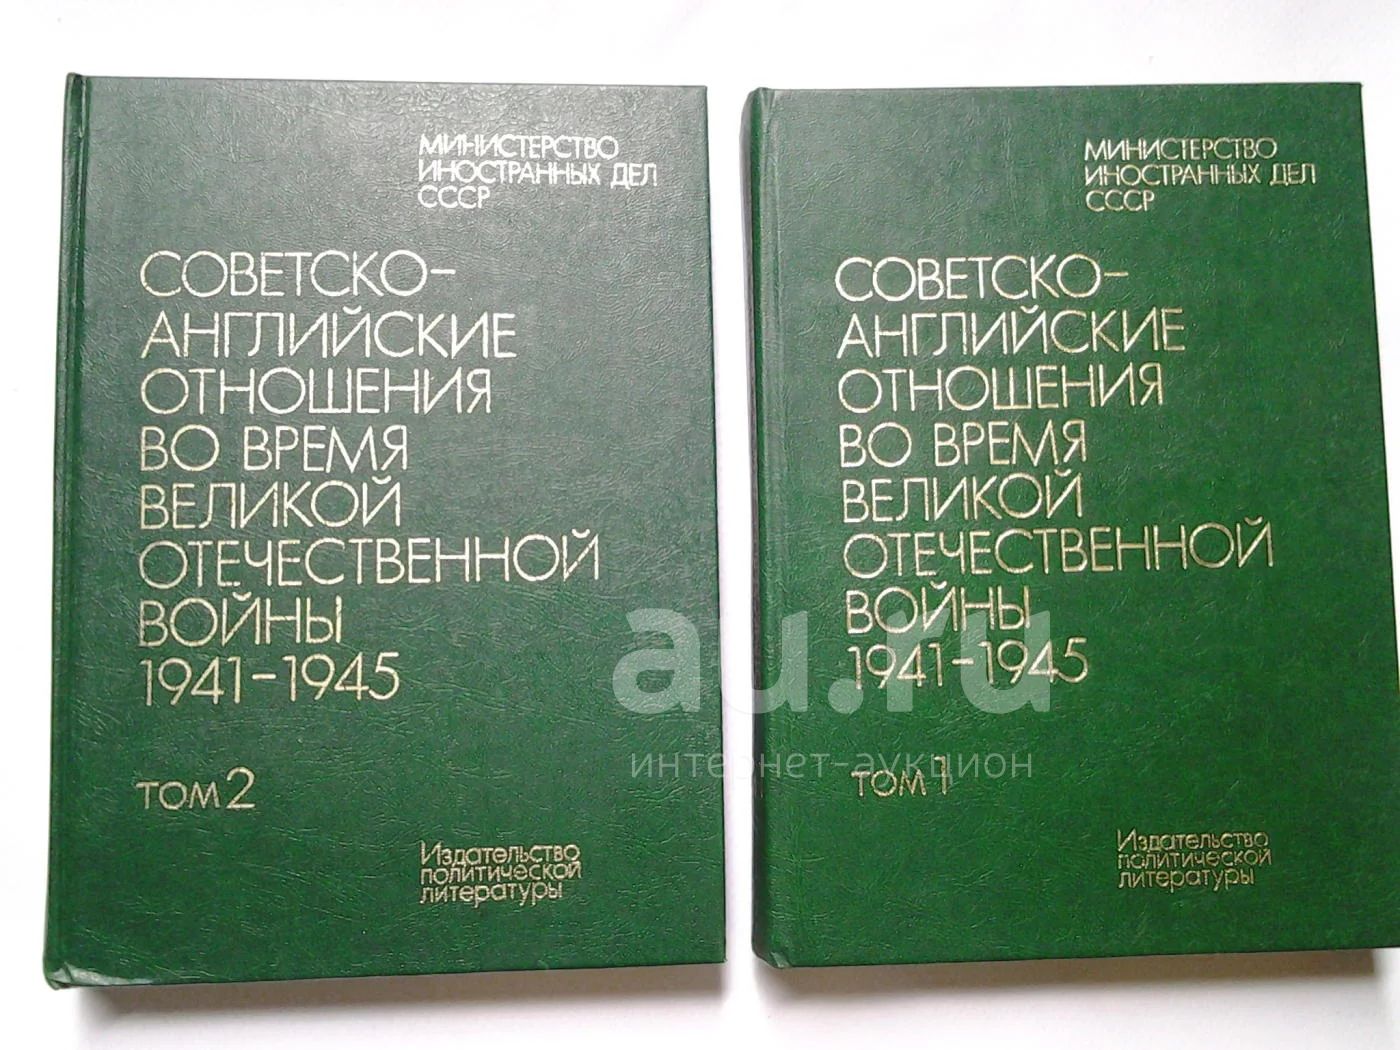 МИНИСТЕРСТВО
ИНОСТРАННЫХ ДЕЛ
СССР
СОВЕТСКО-
АНГЛИЙСКИЕ
ОТНОШЕНИЯ
ВО ВРЕМЯ
ВЕЛИКОЙ
ОТЕЧЕСТВЕННОЙ
ВОЙНЫ
1941-1945
ТОМ 2
Издательство
политической
литературы
МИНИСТЕРСТВО
ИНОСТРАННЫХ ДЕЛ
СССР
СОВЕТСКО-
АНГЛИЙСКИЕ
ОТНОШЕНИЯ
ВО ВРЕМЯ
ВЕЛИКОЙ
ОТЕЧЕСТВЕННОЙ
ВОЙНЫ
1941-1945
ТОМ 1
Издательство
политической
литературы
au.ru
интернет-аукцион